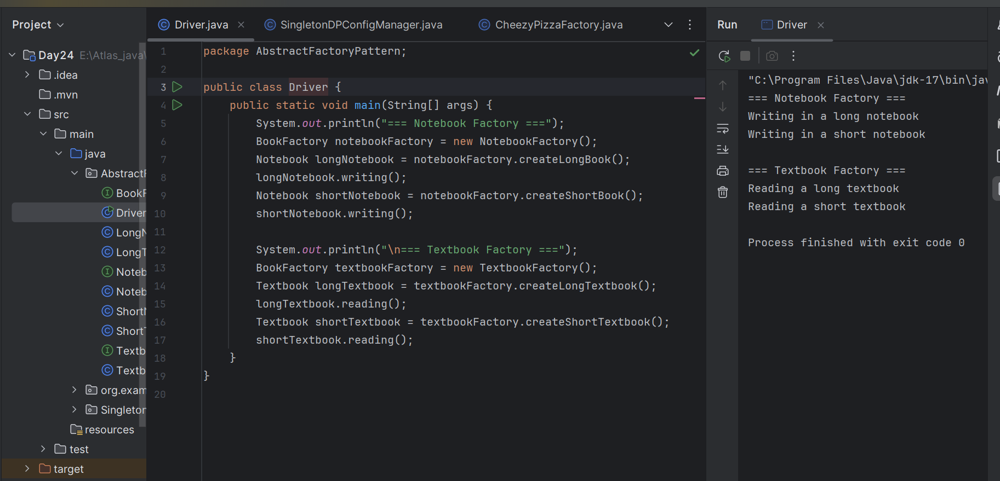 Project
Day24 E:\Atlas_java\
.idea
.mvn
src
main
java
AbstractF
BookF
Driver
LongN
LongT
Noteb
Noteb
ShortN
ShortT
Textb
Textb
org.exam
Singleton
resources
test
target
Driver.java
SingletonDPConfigManager.java
CheezyPizzaFactory.java
1 package AbstractFactoryPattern;
2
3 public class Driver {
4 public static void main(String[] args) {
5 System.out.println("=== Notebook Factory ===");
6 BookFactory notebookFactory = new NotebookFactory();
7 Notebook longNotebook = notebookFactory.createLongBook();
8 longNotebook.writing();
9 Notebook shortNotebook = notebookFactory.createShortBook();
10 shortNotebook.writing();
11
12 System.out.println("\n=== Textbook Factory ===");
13 BookFactory textbookFactory = new TextbookFactory();
14 Textbook longTextbook = textbookFactory.createLongTextbook();
15 longTextbook.reading();
16 Textbook shortTextbook = textbookFactory.createShortTextbook();
17 shortTextbook.reading();
18 }
19 }
20
Run Driver
"C:\Program Files\Java\jdk-17\bin\jav
=== Notebook Factory ===
Writing in a long notebook
Writing in a short notebook
=== Textbook Factory ===
Reading a long textbook
Reading a short textbook
Process finished with exit code 0